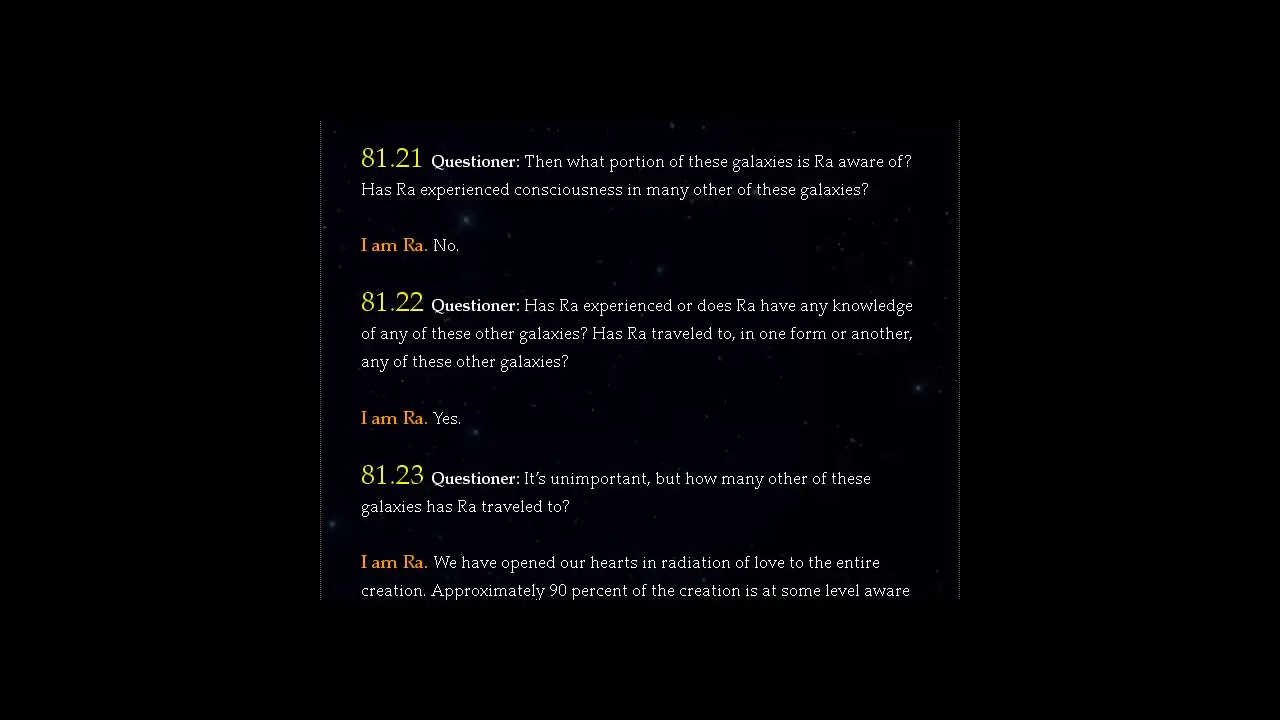 81.21 Questioner: Then what portion of these galaxies is Ra aware of?
Has Ra experienced consciousness in many other of these galaxies?
I am Ra. No.
81.22 Questioner: Has Ra experienced or does Ra have any knowledge
of any of these other galaxies? Has Ra traveled to, in one form or another,
any of these other galaxies?
I am Ra. Yes.
81.23 Questioner: It’s unimportant, but how many other of these
galaxies has Ra traveled to?
I am Ra. We have opened our hearts in radiation of love to the entire
creation. Approximately 90 percent of the creation is at some level aware